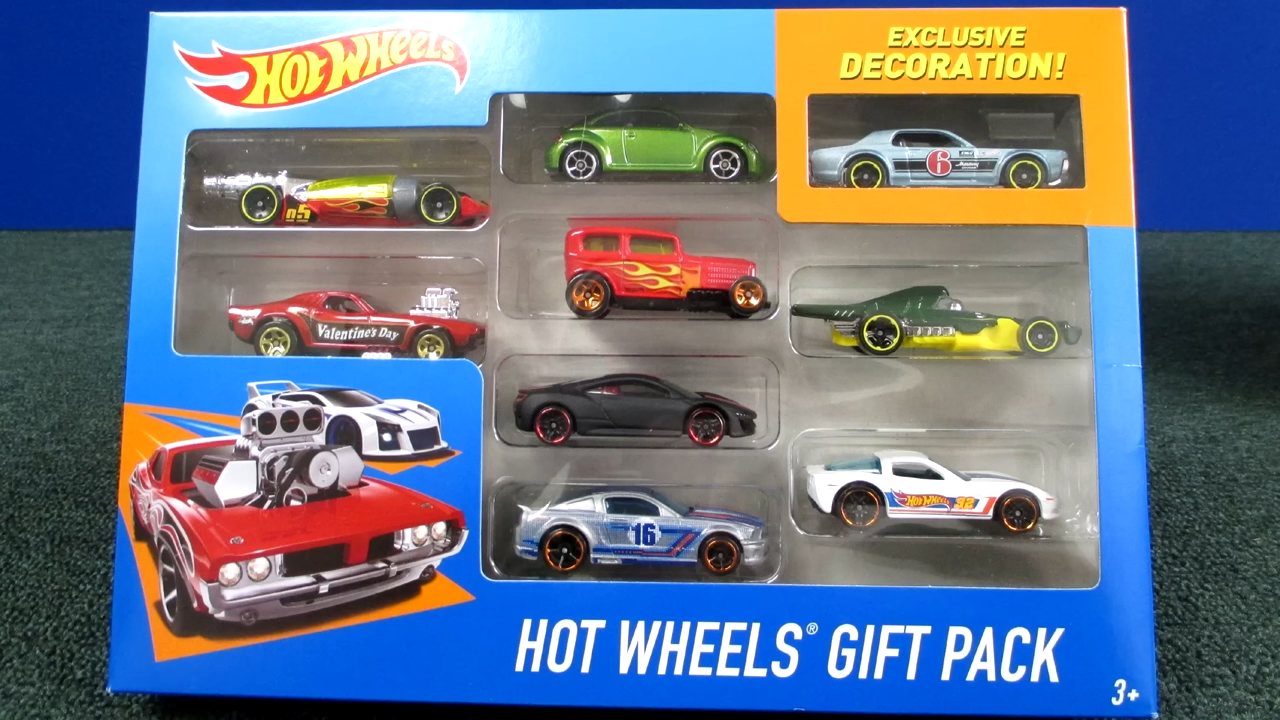 HOT WHEELS
EXCLUSIVE
DECORATION!
6
n5
Valentine's Day
16
HOT WHEELS 32
HOT WHEELS® GIFT PACK
3+